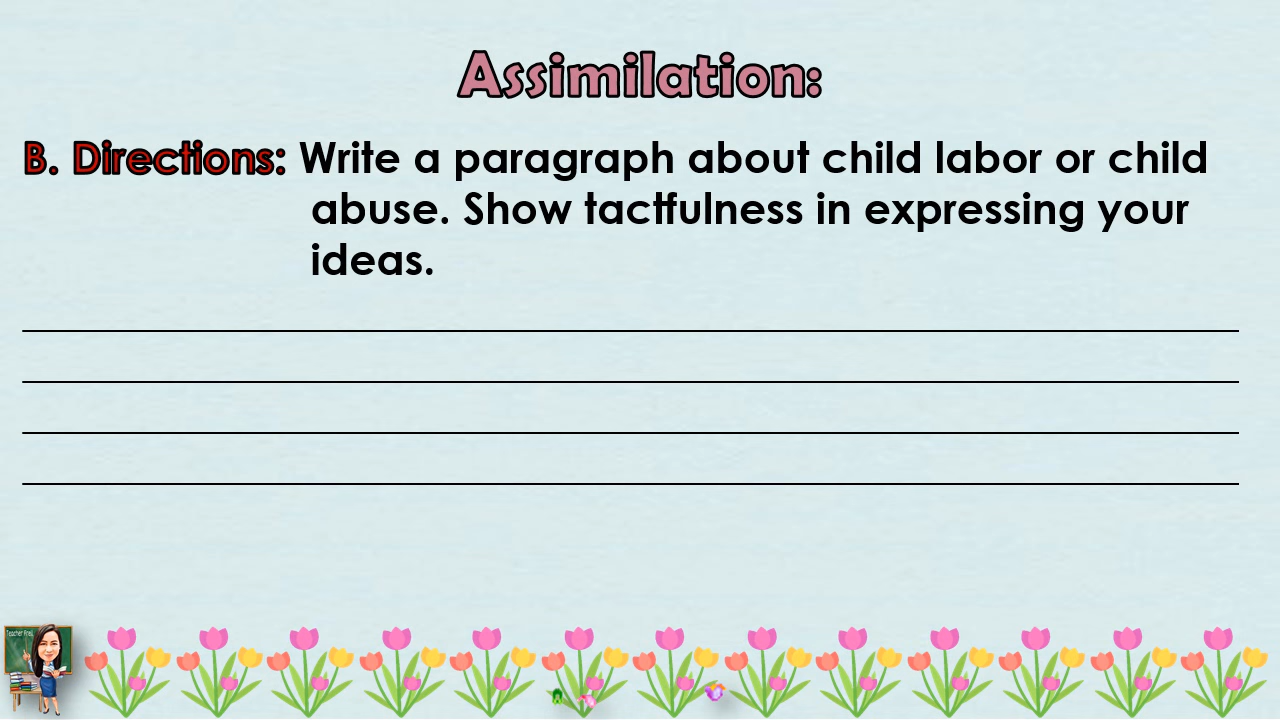 Assimilation:
B. Directions: Write a paragraph about child labor or child
abuse. Show tactfulness in expressing your
ideas.